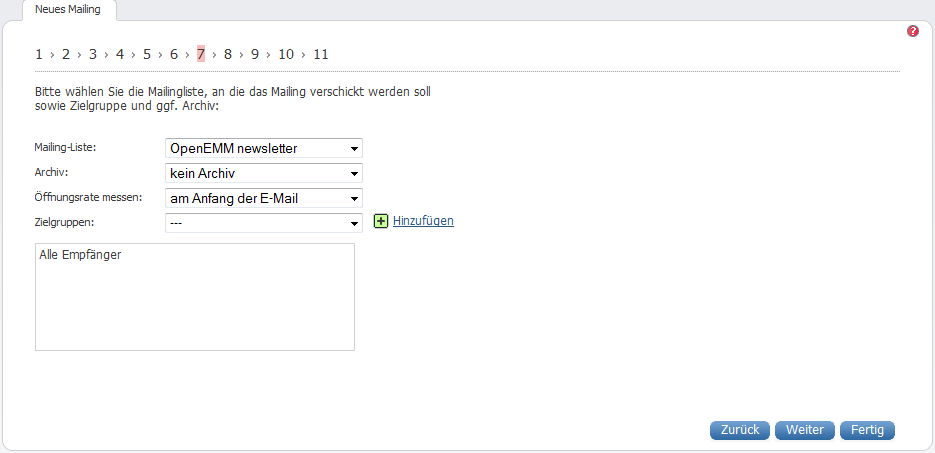 Neues Mailing
?
1 › 2 › 3 › 4 › 5 › 6 › 7 › 8 › 9 › 10 › 11
Bitte wählen Sie die Mailingliste, an die das Mailing verschickt werden soll
sowie Zielgruppe und ggf. Archiv:
Mailing-Liste: OpenEMM newsletter
Archiv: kein Archiv
Öffnungsrate messen: am Anfang der E-Mail
Zielgruppen: --- Hinzufügen
Alle Empfänger
Zurück Weiter Fertig